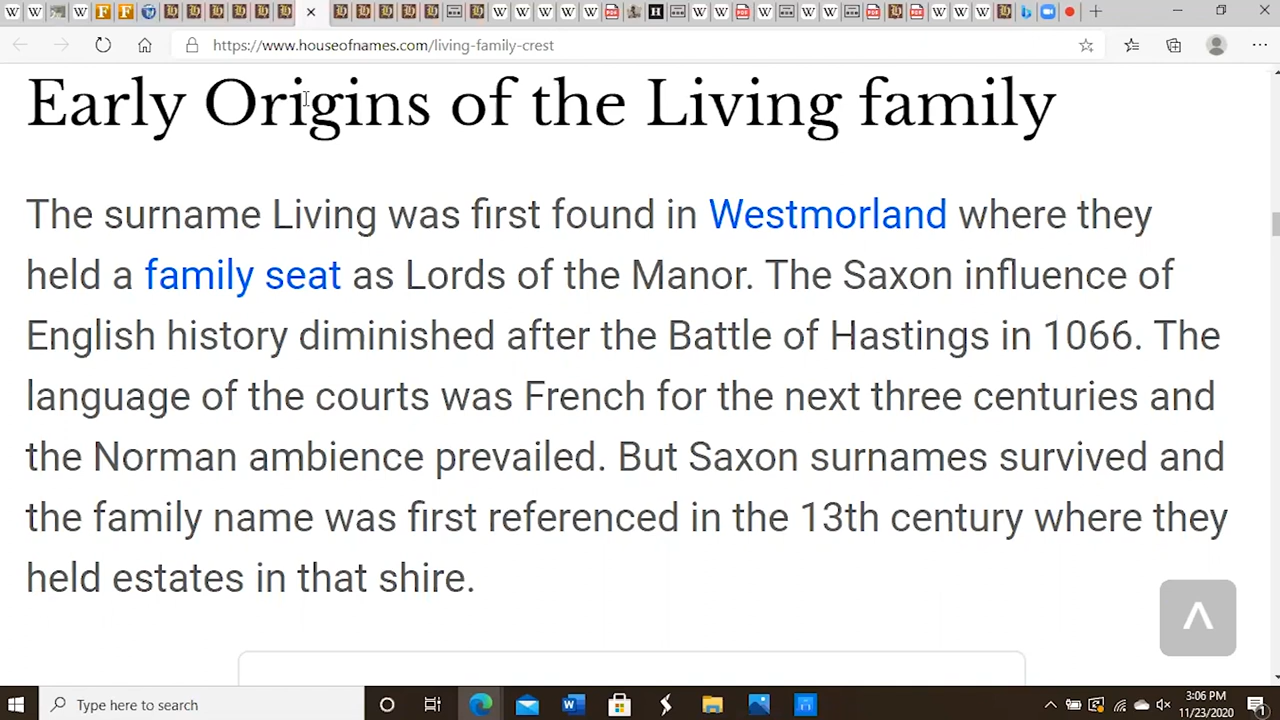 https://www.houseofnames.com/living-family-crest
Early Origins of the Living family
The surname Living was first found in Westmorland where they
held a family seat as Lords of the Manor. The Saxon influence of
English history diminished after the Battle of Hastings in 1066. The
language of the courts was French for the next three centuries and
the Norman ambience prevailed. But Saxon surnames survived and
the family name was first referenced in the 13th century where they
held estates in that shire.
Type here to search
3:06 PM
11/23/2020